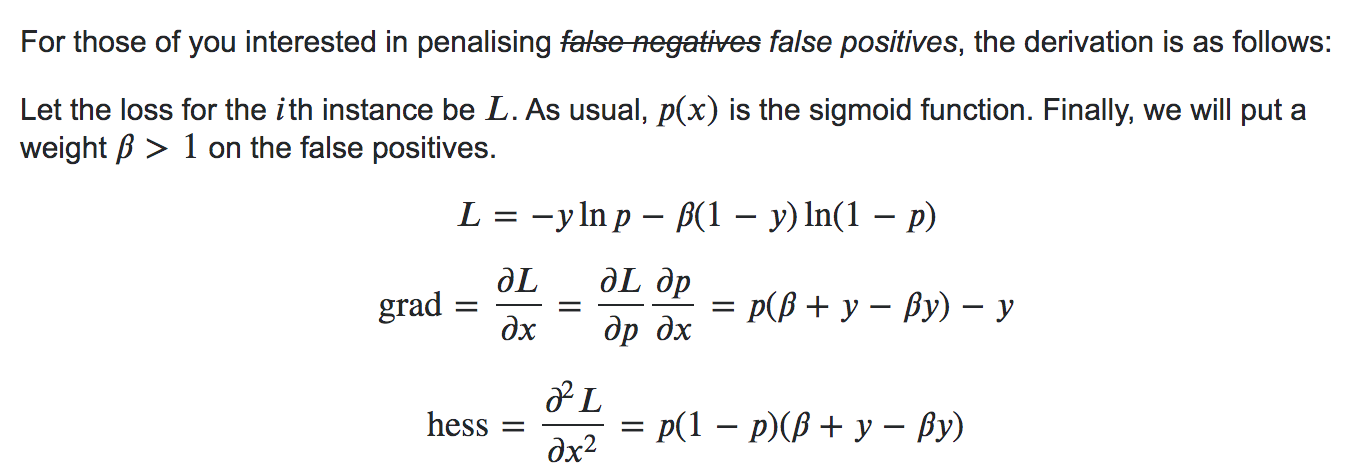 For those of you interested in penalising false negatives false positives, the derivation is as follows:
Let the loss for the ith instance be L. As usual, p(x) is the sigmoid function. Finally, we will put a
weight β > 1 on the false positives.
L = −y ln p − β(1 − y) ln(1 − p)
grad = ∂L/∂x = ∂L/∂p ∂p/∂x = p(β + y − βy) − y
hess = ∂²L/∂x² = p(1 − p)(β + y − βy)